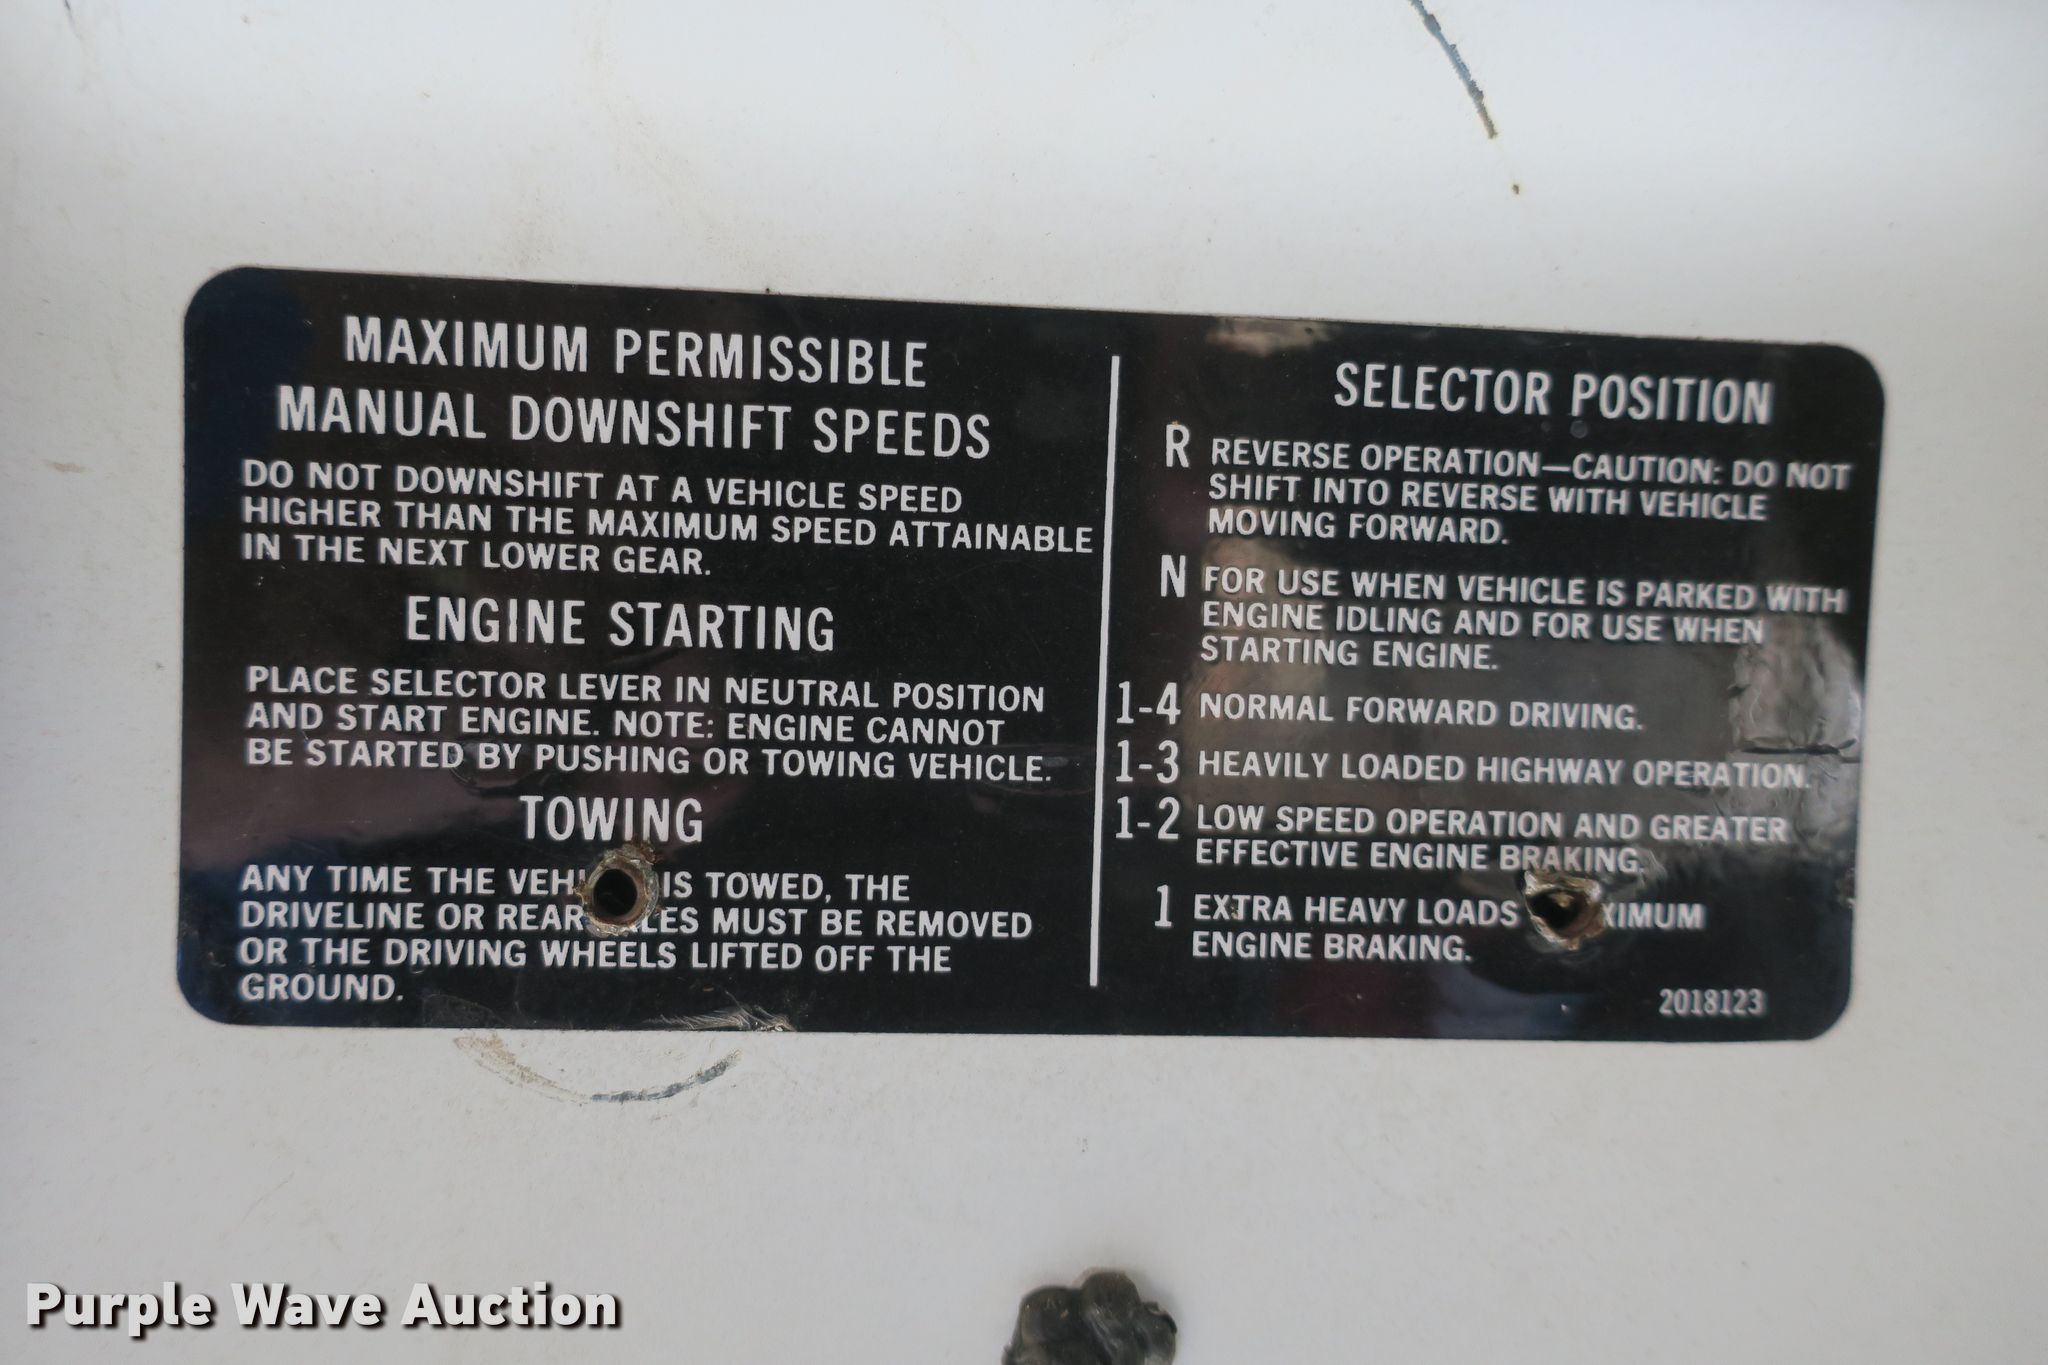 MAXIMUM PERMISSIBLE
MANUAL DOWNSHIFT SPEEDS
DO NOT DOWNSHIFT AT A VEHICLE SPEED
HIGHER THAN THE MAXIMUM SPEED ATTAINABLE
IN THE NEXT LOWER GEAR.
ENGINE STARTING
PLACE SELECTOR LEVER IN NEUTRAL POSITION
AND START ENGINE. NOTE: ENGINE CANNOT
BE STARTED BY PUSHING OR TOWING VEHICLE.
TOWING
ANY TIME THE IS TOWED, THE
DRIVELINE OR REAR MUST BE REMOVED
OR THE DRIVING WHEELS LIFTED OFF THE
GROUND.
SELECTOR POSITION
R REVERSE OPERATION—CAUTION: DO NOT
SHIFT INTO REVERSE WITH VEHICLE
MOVING FORWARD.
N FOR USE WHEN VEHICLE IS PARKED WITH
ENGINE IDLING AND FOR USE WHEN
STARTING ENGINE.
1-4 NORMAL FORWARD DRIVING.
1-3 HEAVILY LOADED HIGHWAY OPERATION.
1-2 LOW SPEED OPERATION AND GREATER
EFFECTIVE ENGINE BRAKING.
1 EXTRA HEAVY LOADS
ENGINE BRAKING.
2018123
Purple Wave Auction